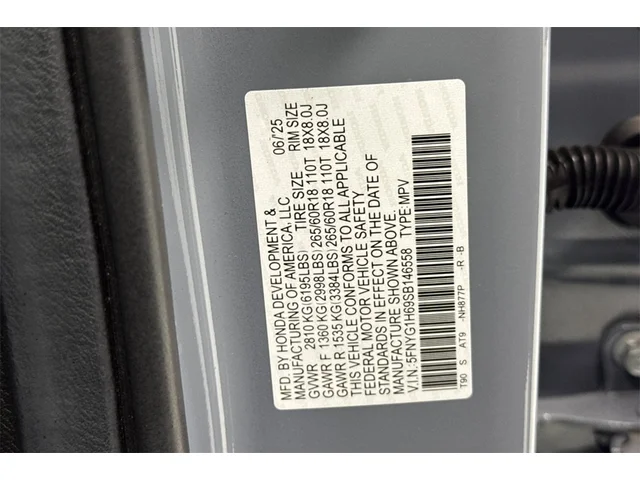 MFD. BY HONDA DEVELOPMENT &
MANUFACTURING OF AMERICA, LLC 06/25
GVWR 2810 KG (6195LBS) TIRE SIZE RIM SIZE
GAWR F 1360 KG (2998LBS) 265/60R18 110T 18X8.0J
GAWR R 1535 KG (3384LBS) 265/60R18 110T 18X8.0J
THIS VEHICLE CONFORMS TO ALL APPLICABLE
FEDERAL MOTOR VEHICLE SAFETY
STANDARDS IN EFFECT ON THE DATE OF
MANUFACTURE SHOWN ABOVE.
V.I.N.: 5FNYG1H69SB146558 TYPE: MPV
T90 S AT9 -NH877P -R -B